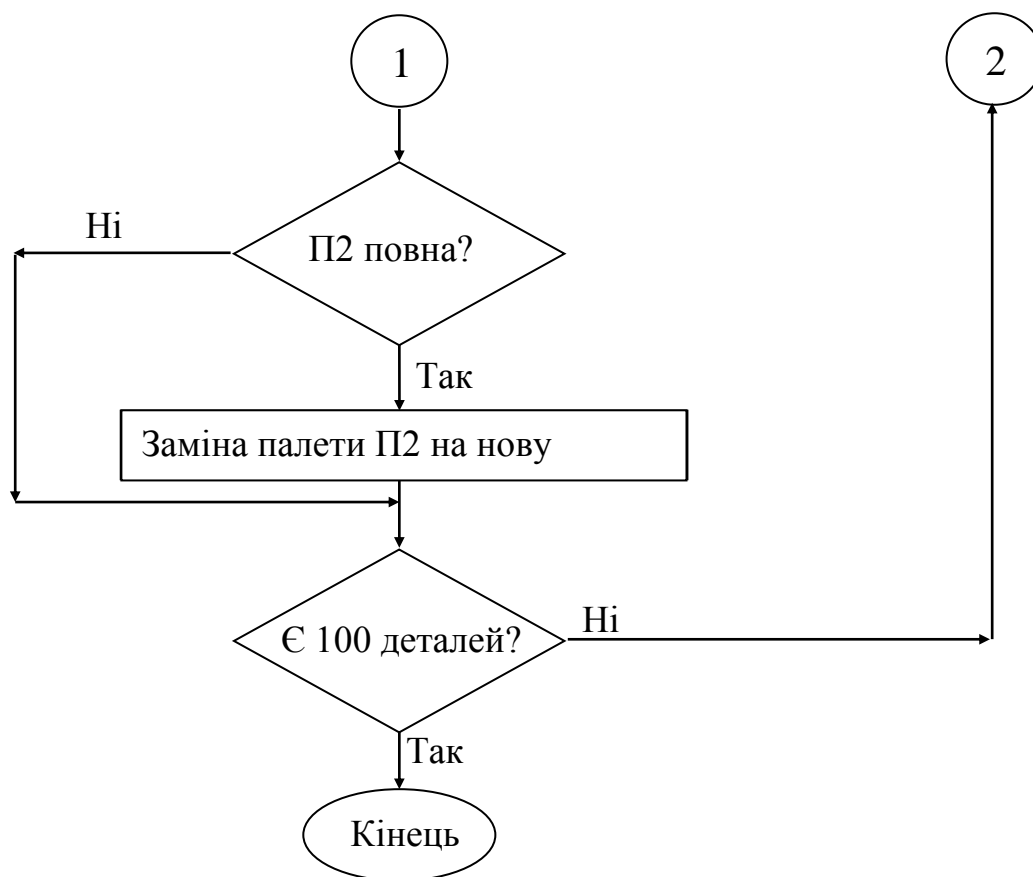 1
2
Ні
П2 повна?
Так
Заміна палети П2 на нову
Є 100 деталей?
Ні
Так
Кінець